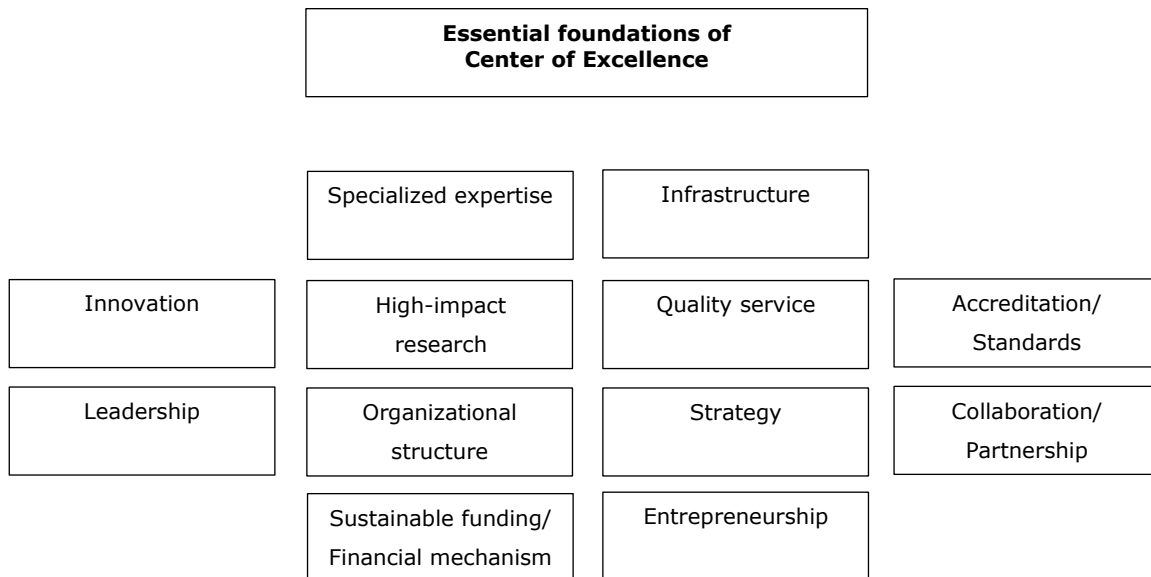 Essential foundations of
Center of Excellence
Specialized expertise
Infrastructure
Innovation
High-impact
research
Quality service
Accreditation/
Standards
Leadership
Organizational
structure
Strategy
Collaboration/
Partnership
Sustainable funding/
Financial mechanism
Entrepreneurship